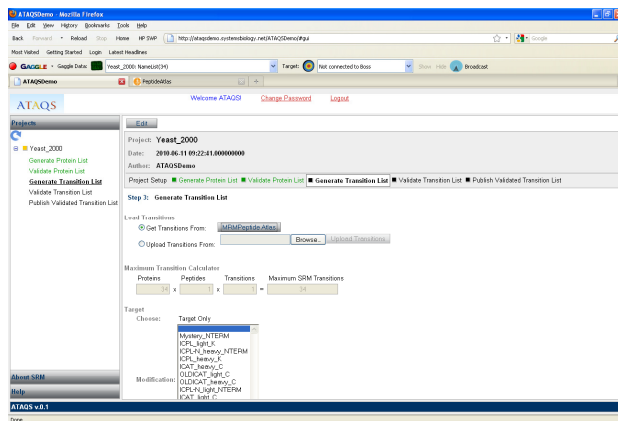 ATAQSDemo - Mozilla Firefox
File Edit View History Bookmarks Tools Help
Back Forward Reload Stop Home HP SWP http://ataqsdemo.systemsbiology.net/ATAQSDemo/#gui Google
Most Visited Getting Started Login Latest Headlines
GAGGLE Gaggle Data: Yeast_2000: NameList(34) Target: Not connected to Boss Show Hide Broadcast
ATAQSDemo PeptideAtlas
ATAQS Welcome ATAQS! Change Password Logout
Projects Edit
Yeast_2000
Generate Protein List
Validate Protein List
Generate Transition List
Validate Transition List
Publish Validated Transition List
Project: Yeast_2000
Date: 2010-06-11 09:22:41.000000000
Author: ATAQSDemo
Project Setup Generate Protein List Validate Protein List Generate Transition List Validate Transition List Publish Validated Transition List
Step 3: Generate Transition List
Load Transitions
Get Transitions From: MRMPeptide Atlas
Upload Transitions From: Browse.. Upload Transitions
Maximum Transition Calculator
Proteins Peptides Transitions Maximum SRM Transitions
34 x 1 x 1 = 34
Target
Choose: Target Only
Modification:
Mystery_NTERM
ICPL_light_K
ICPL-N_heavy_NTERM
ICPL_heavy_K
ICAT_heavy_C
OLDICAT_light_C
OLDICAT_heavy_C
ICPL-N_light_NTERM
ICAT_light_C
About SRM
Help
ATAQS v.0.1
Done